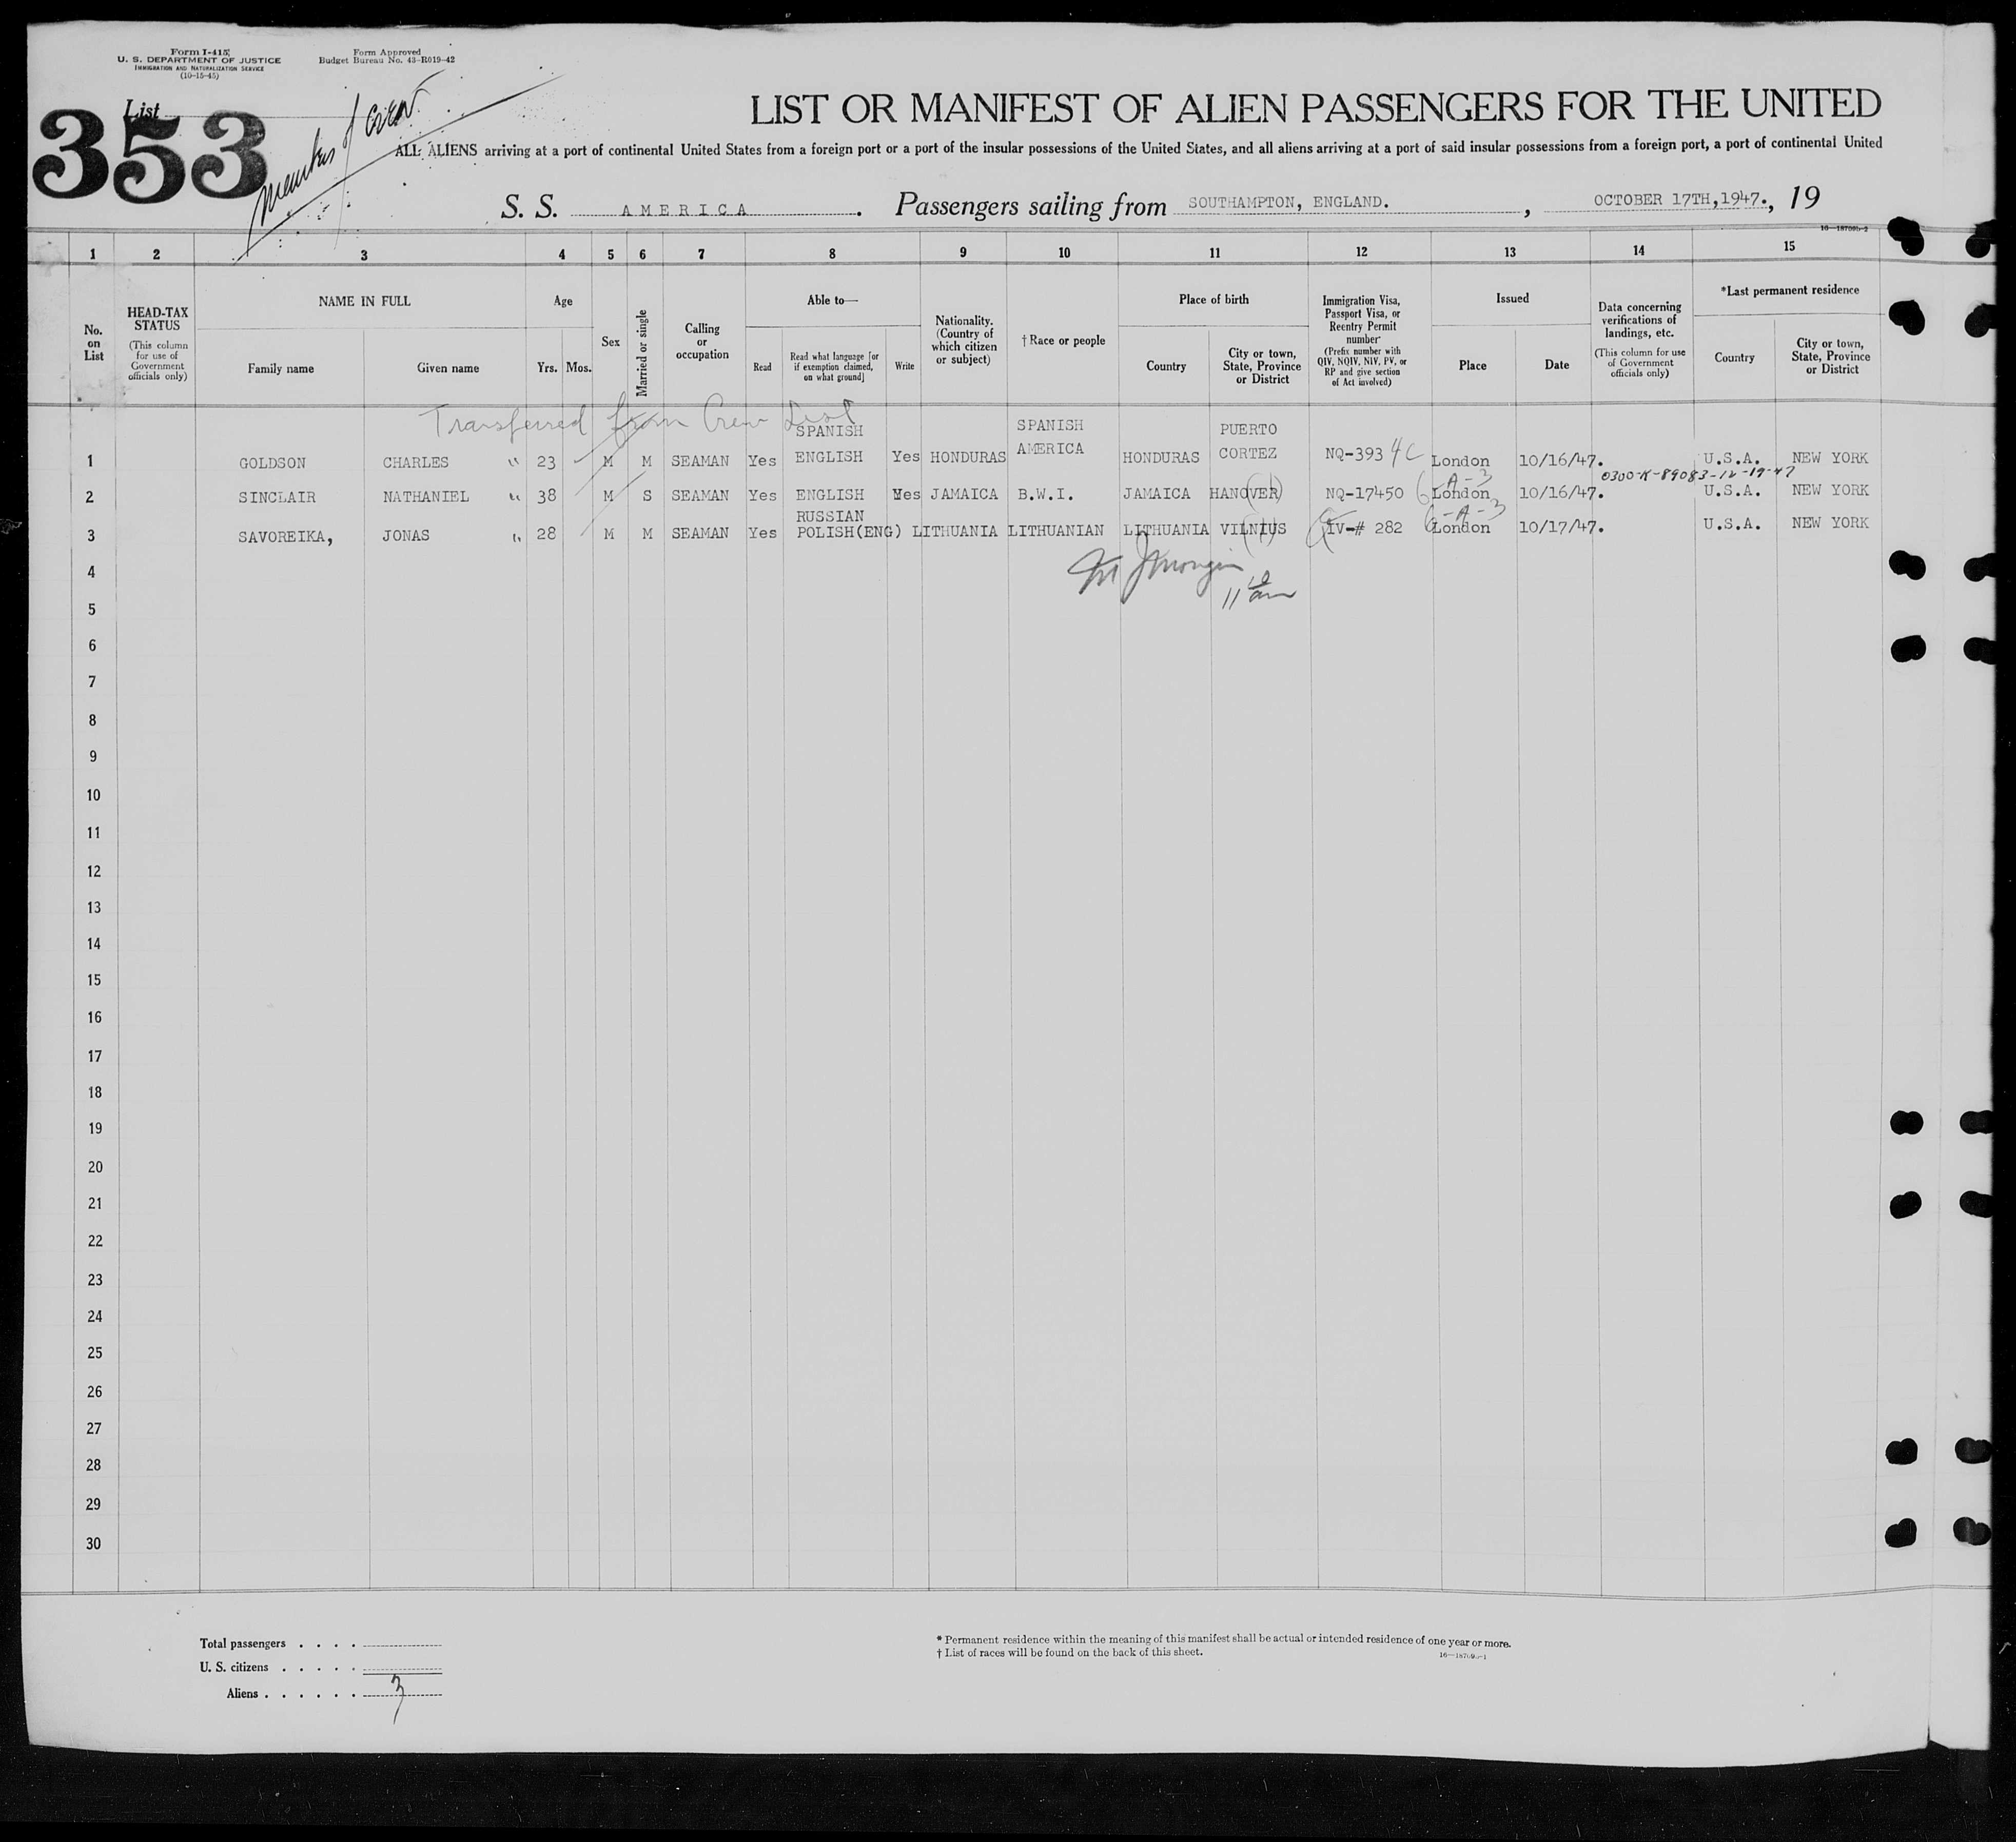 Form I-415
U. S. DEPARTMENT OF JUSTICE
IMMIGRATION AND NATURALIZATION SERVICE
(10-15-45)
Form Approved
Budget Bureau No. 43-R019-42
List
353
Members of Crew
LIST OR MANIFEST OF ALIEN PASSENGERS FOR THE UNITED
ALL ALIENS arriving at a port of continental United States from a foreign port or a port of the insular possessions of the United States, and all aliens arriving at a port of said insular possessions from a foreign port, a port of continental United
S. S. AMERICA. Passengers sailing from SOUTHAMPTON, ENGLAND., OCTOBER 17TH,1947., 19
1 2 3 4 5 6 7 8 9 10 11 12 13 14 15
No. on List
HEAD-TAX STATUS
(This column for use of Government officials only)
NAME IN FULL
Family name
Given name
Age
Yrs.
Mos.
Sex
Married or single
Calling or occupation
Able to—
Read
Read what language [or if exemption claimed, on what ground]
Write
Nationality. (Country of which citizen or subject)
† Race or people
Place of birth
Country
City or town, State, Province or District
Immigration Visa, Passport Visa, or Reentry Permit number
(Prefix number with QIV, NQIV, NIV, PV, or RP and give section of Act involved)
Issued
Place
Date
Data concerning verifications of landings, etc.
(This column for use of Government officials only)
*Last permanent residence
Country
City or town, State, Province or District
Transferred from Crew List
SPANISH SPANISH PUERTO
1 GOLDSON CHARLES " 23 M M SEAMAN Yes ENGLISH Yes HONDURAS AMERICA HONDURAS CORTEZ NQ-393 4C London 10/16/47. U.S.A. NEW YORK
0300-K-89083-12-19-47
2 SINCLAIR NATHANIEL " 38 M S SEAMAN Yes ENGLISH Yes JAMAICA B.W.I. JAMAICA HANOVER NQ-17450 6-A-3 London 10/16/47. U.S.A. NEW YORK
RUSSIAN
3 SAVOREIKA, JONAS " 28 M M SEAMAN Yes POLISH(ENG) LITHUANIA LITHUANIAN LITHUANIA VILNIUS QIV-# 282 6-A-3 London 10/17/47. U.S.A. NEW YORK
11 10 am
4
5
6
7
8
9
10
11
12
13
14
15
16
17
18
19
20
21
22
23
24
25
26
27
28
29
30
Total passengers . . . .
U. S. citizens . . . . .
Aliens . . . . . . 3
* Permanent residence within the meaning of this manifest shall be actual or intended residence of one year or more.
† List of races will be found on the back of this sheet.